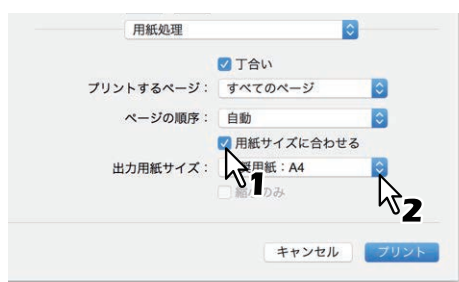 用紙処理
丁合い
プリントするページ： すべてのページ
ページの順序： 自動
用紙サイズに合わせる
出力用紙サイズ： 用紙：A4
1
のみ
2
キャンセル プリント